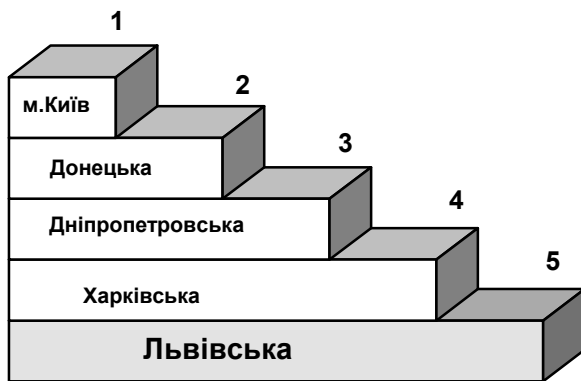 1
м.Київ
2
Донецька
3
Дніпропетровська
4
Харківська
5
Львівська